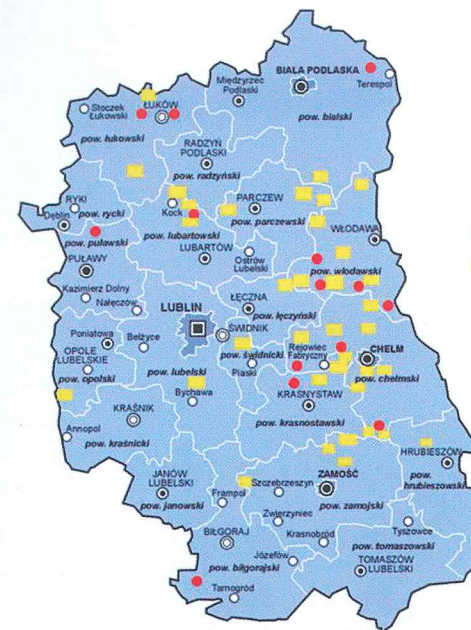 BIAŁA PODLASKA
Terespol
Międzyrzec
Podlaski
pow. bialski
Stoczek
Łukowski
ŁUKÓW
pow. łukowski
RADZYŃ
PODLASKI
pow. radzyński
RYKI
pow. rycki
Dęblin
Kock
PARCZEW
pow. parczewski
pow. puławski
pow. lubartowski
WŁODAWA
PUŁAWY
LUBARTÓW
Ostrów
Lubelski
pow. włodawski
Kazimierz Dolny
Nałęczów
ŁĘCZNA
pow. łęczyński
LUBLIN
ŚWIDNIK
Poniatowa
Bełżyce
pow. świdnicki
Rejowiec
Fabryczny
CHEŁM
OPOLE
LUBELSKIE
pow. opolski
pow. lubelski
Piaski
pow. chełmski
Bychawa
KRASNYSTAW
KRAŚNIK
pow. krasnostawski
Annopol
pow. kraśnicki
HRUBIESZÓW
pow.
hrubieszowski
JANÓW
LUBELSKI
pow. janowski
Szczebrzeszyn
ZAMOŚĆ
Frampol
pow. zamojski
Zwierzyniec
Tyszowce
BIŁGORAJ
Krasnobród
pow. tomaszowski
Józefów
pow. biłgorajski
TOMASZÓW
LUBELSKI
Tarnogród